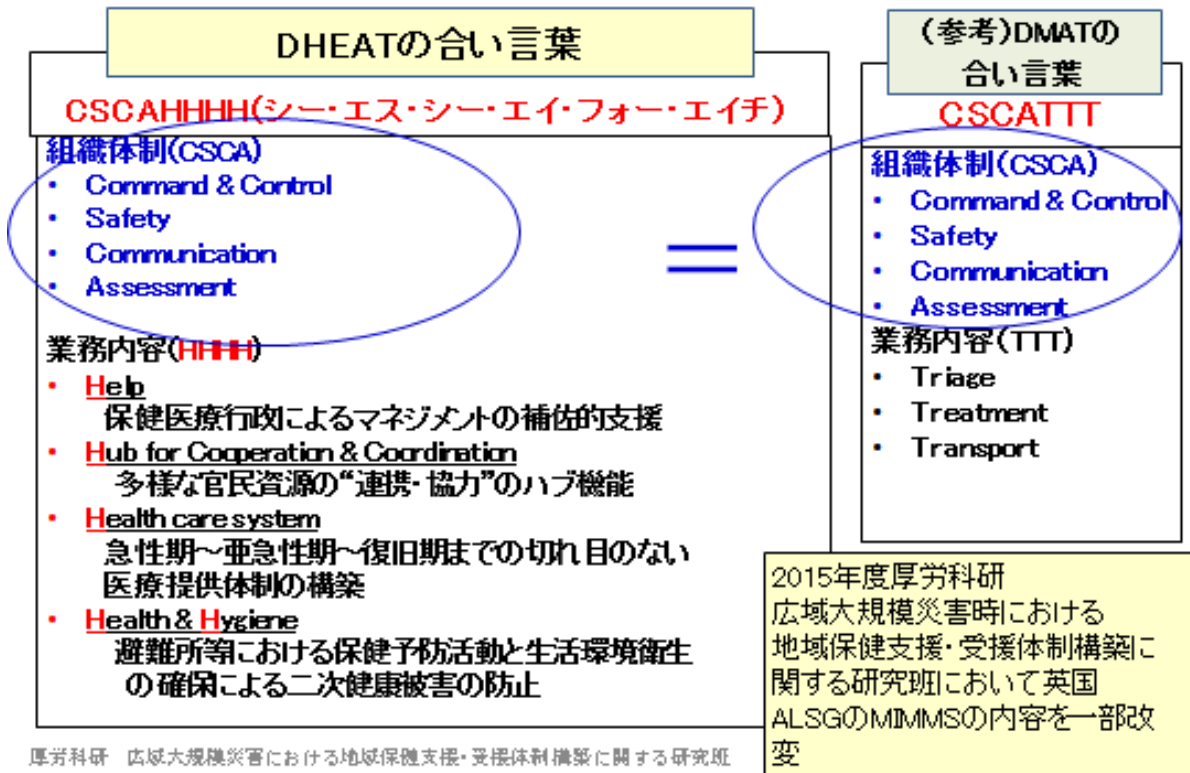 DHEATの合い言葉
CSCAHHHH(シー・エス・シー・エイ・フォー・エイチ)
組織体制(CSCA)
• Command & Control
• Safety
• Communication
• Assessment
業務内容(HHHH)
• Help
保健医療行政によるマネジメントの補佐的支援
• Hub for Cooperation & Coordination
多様な官民資源の“連携・協力”のハブ機能
• Health care system
急性期~亜急性期~復旧期までの切れ目のない
医療提供体制の構築
• Health & Hygiene
避難所等における保健予防活動と生活環境衛生
の確保による二次健康被害の防止
=
(参考)DMATの
合い言葉
CSCATTT
組織体制(CSCA)
• Command & Control
• Safety
• Communication
• Assessment
業務内容(TTT)
• Triage
• Treatment
• Transport
2015年度厚労科研
広域大規模災害時における
地域保健支援・受援体制構築に
関する研究班において英国
ALSGのMIMMSの内容を一部改
変
厚労科研 広域大規模災害における地域保健支援・受援体制構築に関する研究班